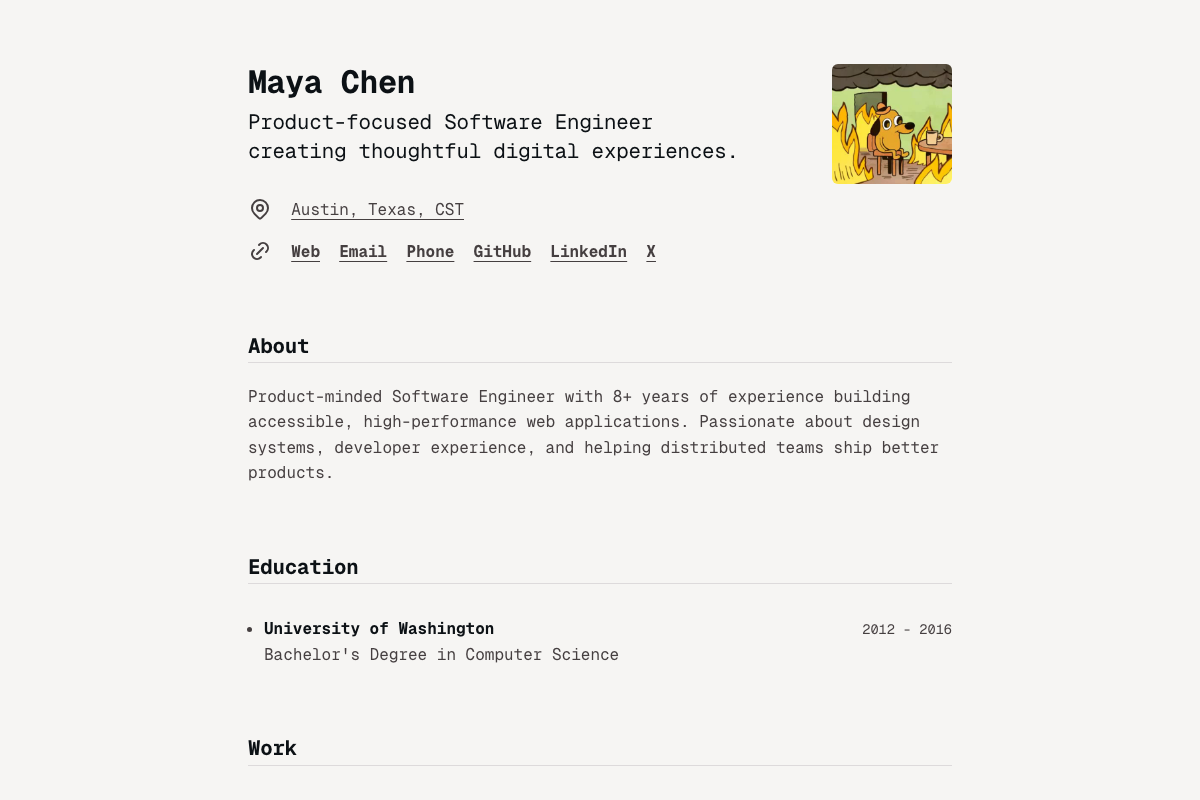 Maya Chen
Product-focused Software Engineer
creating thoughtful digital experiences.
Austin, Texas, CST
Web Email Phone GitHub LinkedIn X
About
Product-minded Software Engineer with 8+ years of experience building
accessible, high-performance web applications. Passionate about design
systems, developer experience, and helping distributed teams ship better
products.
Education
University of Washington 2012 - 2016
Bachelor's Degree in Computer Science
Work